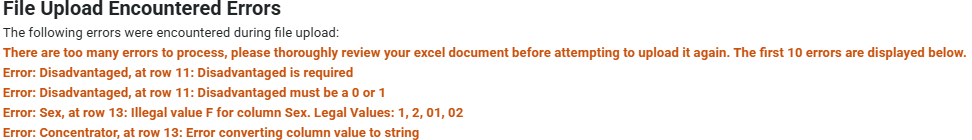 File Upload Encountered Errors
The following errors were encountered during file upload:
There are too many errors to process, please thoroughly review your excel document before attempting to upload it again. The first 10 errors are displayed below.
Error: Disadvantaged, at row 11: Disadvantaged is required
Error: Disadvantaged, at row 11: Disadvantaged must be a 0 or 1
Error: Sex, at row 13: Illegal value F for column Sex. Legal Values: 1, 2, 01, 02
Error: Concentrator, at row 13: Error converting column value to string